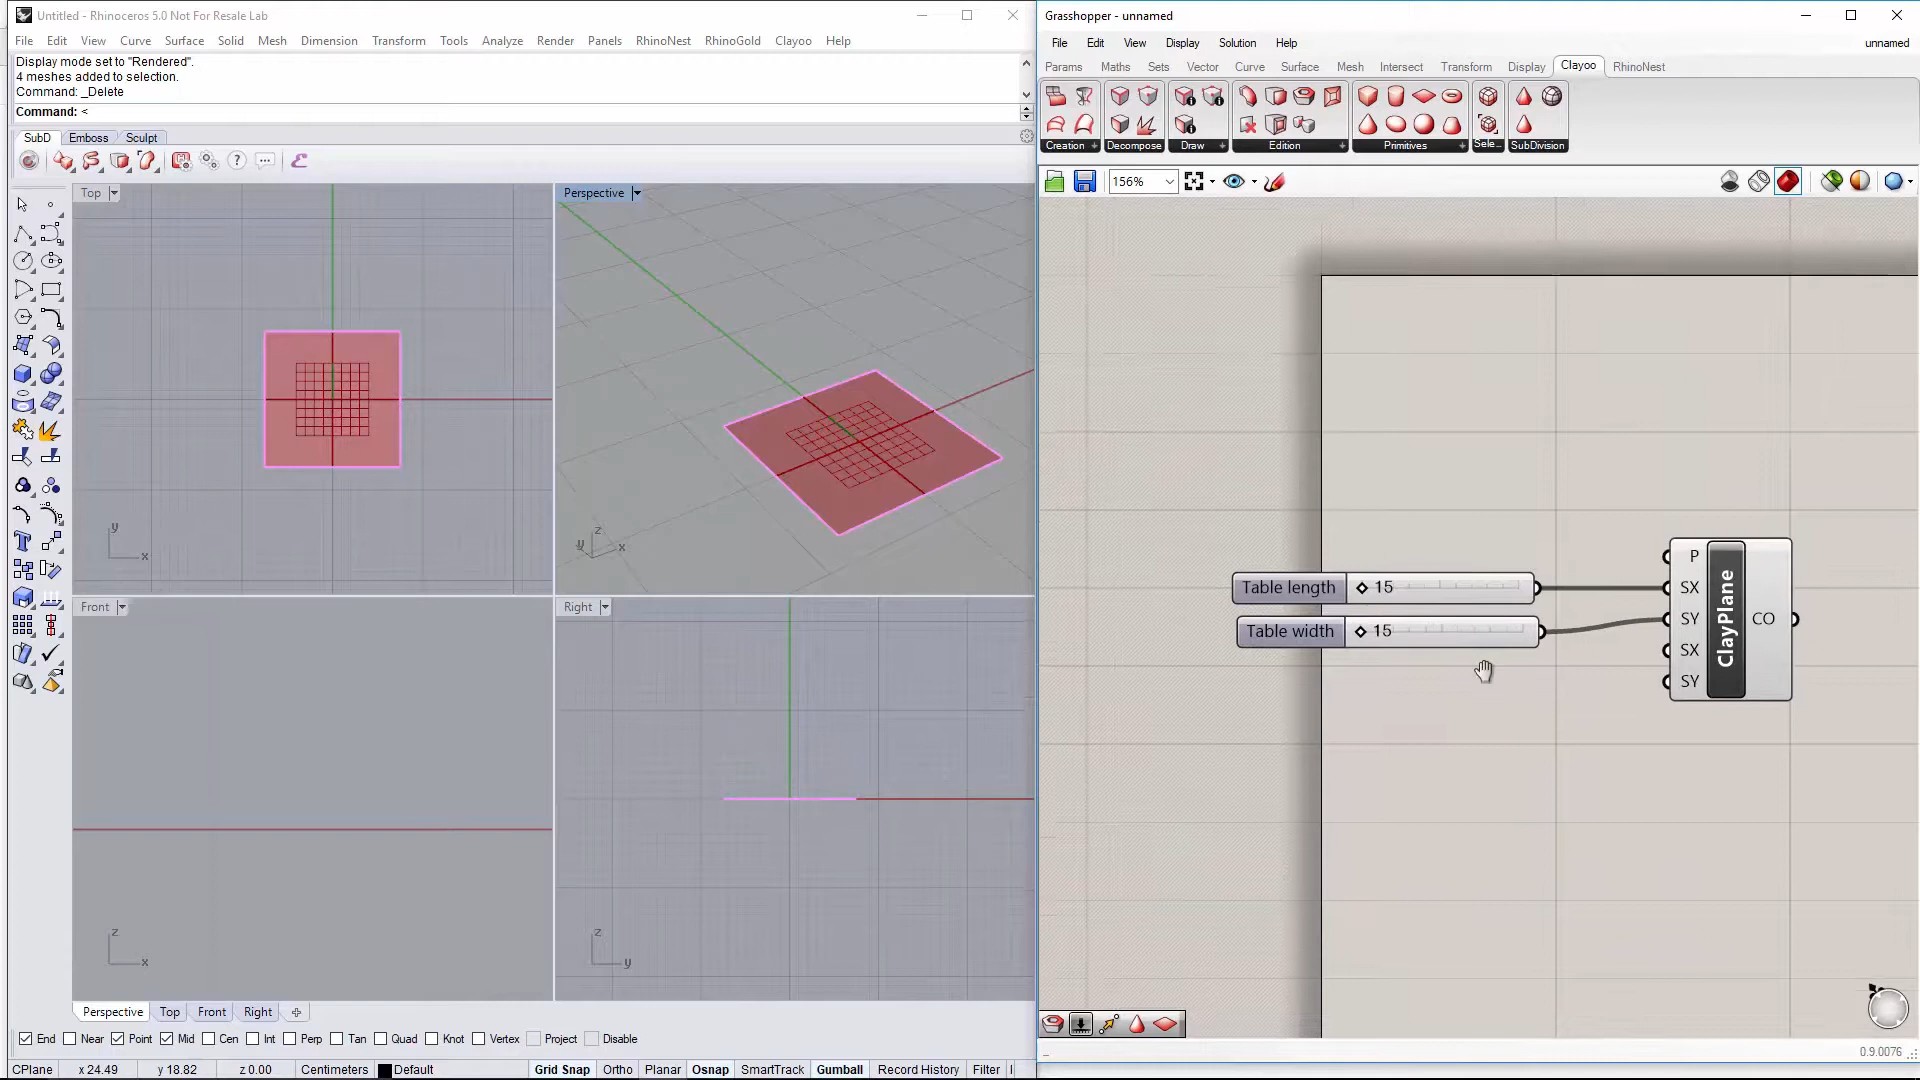 Untitled - Rhinoceros 5.0 Not For Resale Lab
File Edit View Curve Surface Solid Mesh Dimension Transform Tools Analyze Render Panels RhinoNest RhinoGold Clayoo Help
Display mode set to "Rendered".
4 meshes added to selection.
Command: _Delete
Command: <
SubD Emboss Sculpt
Top
Perspective
y
x
z
y
x
Front
Right
z
x
z
y
Perspective Top Front Right
End Near Point Mid Cen Int Perp Tan Quad Knot Vertex Project Disable
CPlane x 24.49 y 18.82 z 0.00 Centimeters Default Grid Snap Ortho Planar Osnap SmartTrack Gumball Record History Filter
Grasshopper - unnamed
File Edit View Display Solution Help
unnamed
Params Maths Sets Vector Curve Surface Mesh Intersect Transform Display Clayoo RhinoNest
Creation Decompose Draw Edition Primitives Sele... SubDivision
156%
P
Table length 15
SX
Table width 15
SY
SX
SY
ClayPlane
CO
0.9.0076